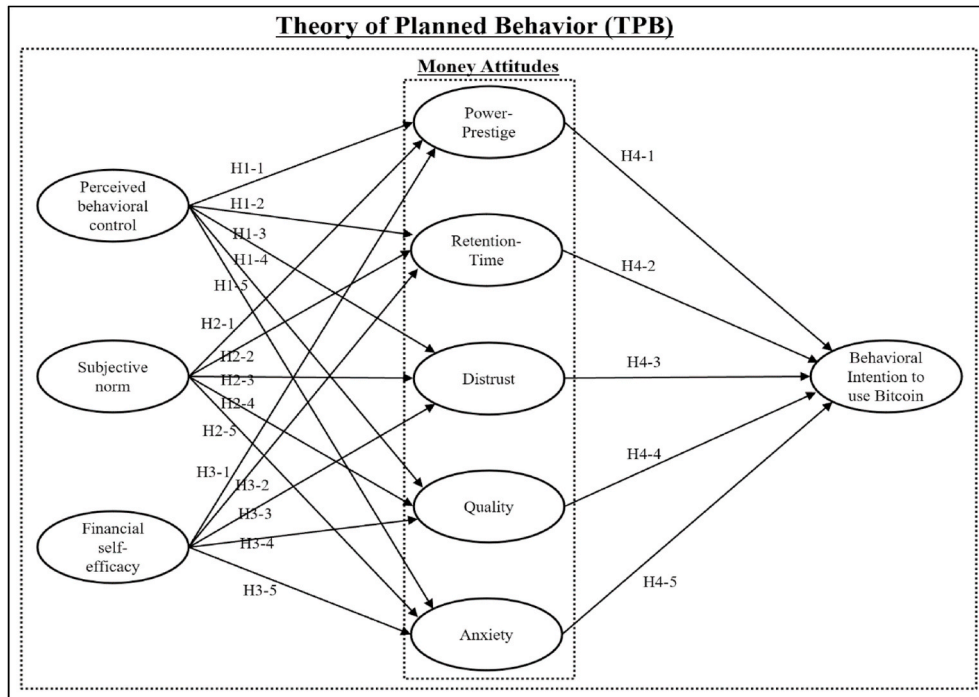 Theory of Planned Behavior (TPB)
Money Attitudes
Power-
Prestige
H1-1
H4-1
Perceived
behavioral
control
H1-2
H1-3
H1-4
H1-5
Retention-
Time
H4-2
H2-1
Subjective
norm
H2-2
H2-3
H2-4
H2-5
Distrust
H4-3
Behavioral
Intention to
use Bitcoin
H3-1
H3-2
H3-3
H3-4
H3-5
Quality
H4-4
Financial
self-
efficacy
Anxiety
H4-5